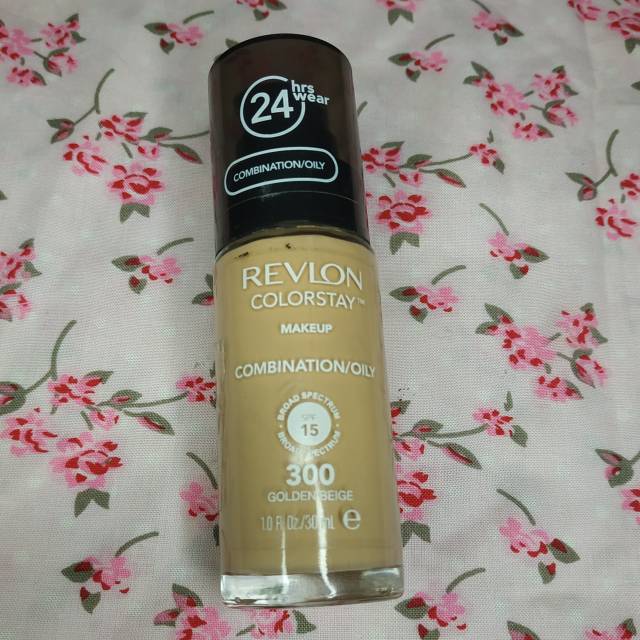 24 hrs
wear
COMBINATION/OILY
REVLON
COLORSTAY™
MAKEUP
COMBINATION/OILY
BROAD SPECTRUM
SPF
15
BROAD SPECTRUM
300
GOLDEN BEIGE
1.0 Fl Oz/30 mL ℮